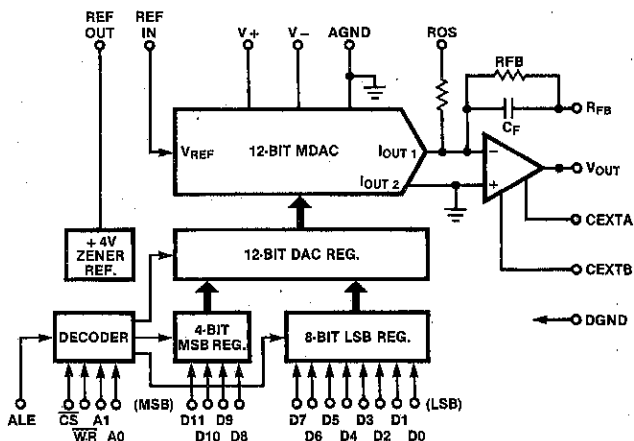 REF OUT
REF IN
V+
V−
AGND
ROS
RFB
RFB
CF
VREF
12-BIT MDAC
IOUT 1
IOUT 2
−
+
VOUT
CEXTA
CEXTB
DGND
+ 4V ZENER REF.
12-BIT DAC REG.
DECODER
4-BIT MSB REG.
8-BIT LSB REG.
ALE
CS
WR
A1
A0
(MSB)
D11
D10
D9
D8
D7
D6
D5
D4
D3
D2
D1
D0
(LSB)